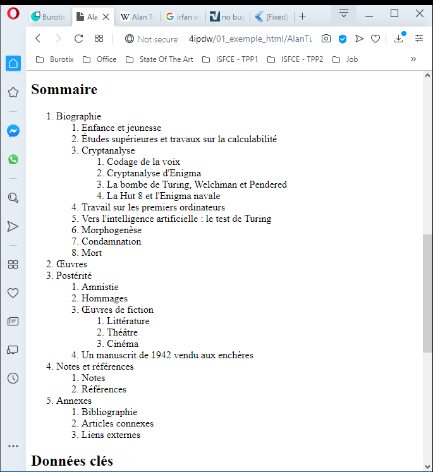 Burotix
Ala
Alan T
irfan vi
no bu
[Fixed]
Not secure
4ipdw/01_exemple_html/AlanTu
Burotix
Office
State Of The Art
ISFCE - TPP1
ISFCE - TPP2
Job
»
Sommaire
1. Biographie
1. Enfance et jeunesse
2. Études supérieures et travaux sur la calculabilité
3. Cryptanalyse
1. Codage de la voix
2. Cryptanalyse d'Enigma
3. La bombe de Turing, Welchman et Pendered
4. La Hut 8 et l'Enigma navale
4. Travail sur les premiers ordinateurs
5. Vers l'intelligence artificielle : le test de Turing
6. Morphogenèse
7. Condamnation
8. Mort
2. Œuvres
3. Postérité
1. Amnistie
2. Hommages
3. Œuvres de fiction
1. Littérature
2. Théâtre
3. Cinéma
4. Un manuscrit de 1942 vendu aux enchères
4. Notes et références
1. Notes
2. Références
5. Annexes
1. Bibliographie
2. Articles connexes
3. Liens externes
Données clés